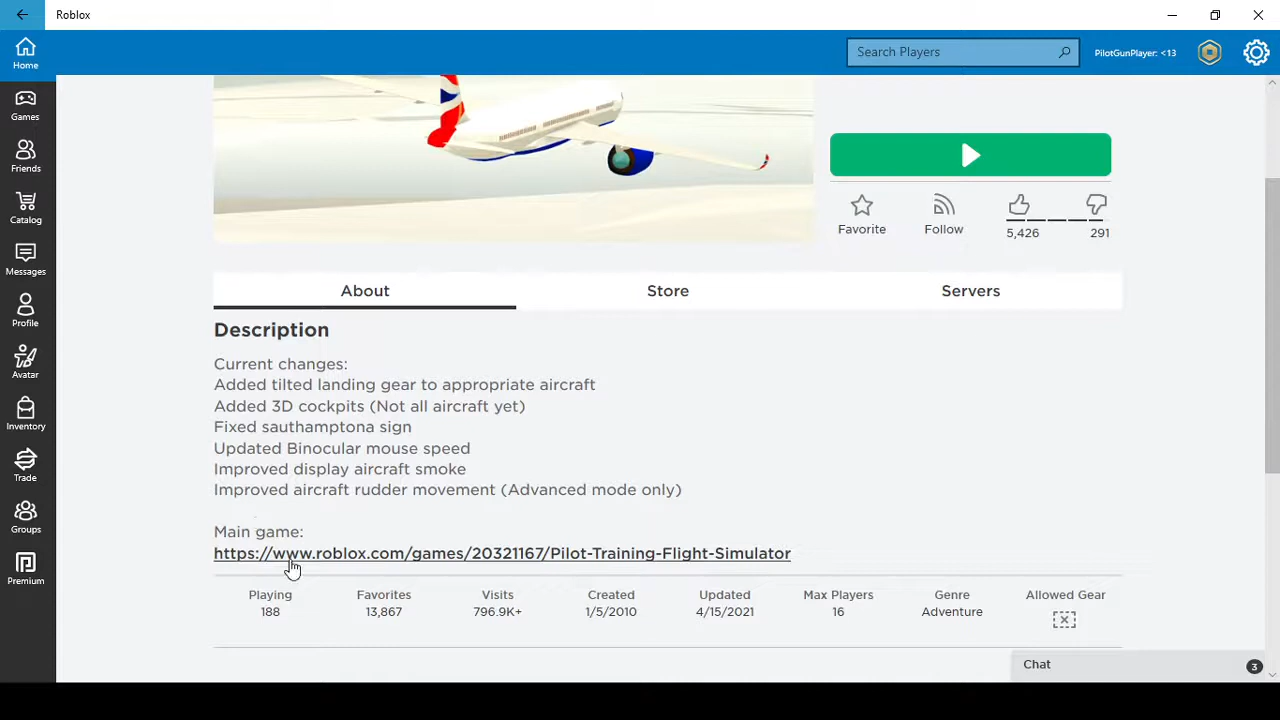 Roblox
Home
Search Players
PilotGunPlayer: <13
Games
Friends
Catalog
Messages
Profile
Avatar
Inventory
Trade
Groups
Premium
Favorite
Follow
5,426
291
About
Store
Servers
Description
Current changes:
Added tilted landing gear to appropriate aircraft
Added 3D cockpits (Not all aircraft yet)
Fixed sauthamptona sign
Updated Binocular mouse speed
Improved display aircraft smoke
Improved aircraft rudder movement (Advanced mode only)
Main game:
https://www.roblox.com/games/20321167/Pilot-Training-Flight-Simulator
Playing
Favorites
Visits
Created
Updated
Max Players
Genre
Allowed Gear
188
13,867
796.9K+
1/5/2010
4/15/2021
16
Adventure
Chat
3